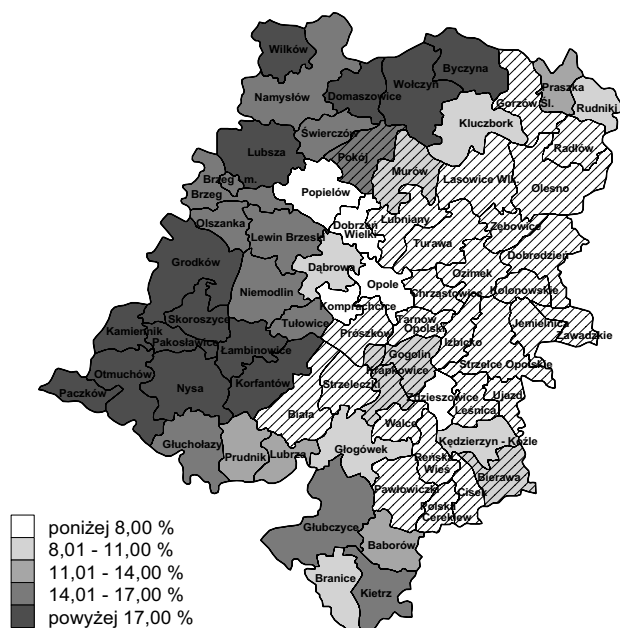 Wilków
Byczyna
Wołczyn
Praszka
Namysłów
Domaszowice
Gorzów Śl.
Rudniki
Kluczbork
Świerczów
Radłów
Lubsza
Pokój
Murów
Lasowice Wlk.
Olesno
Brzeg m.
Brzeg
Popielów
Olszanka
Dobrzeń
Wielki
Łubniany
Zębowice
Lewin Brzeski
Turawa
Dobrodzień
Grodków
Dąbrowa
Ozimek
Niemodlin
Opole
Chrząstowice
Kolonowskie
Skoroszyce
Komprachcice
Tarnów
Opolski
Jemielnica
Kamiennik
Tułowice
Prószków
Zawadzkie
Pakosławice
Izbicko
Łambinowice
Gogolin
Strzelce Opolskie
Otmuchów
Krapkowice
Paczków
Nysa
Korfantów
Strzeleczki
Zdzieszowice
Ujazd
Leśnica
Biała
Walce
Głuchołazy
Kędzierzyn - Koźle
Prudnik
Lubrza
Głogówek
Reńska
Wieś
Bierawa
Pawłowiczki
Cisek
Polska
Cerekiew
Głubczyce
Baborów
Branice
Kietrz
poniżej 8,00 %
8,01 - 11,00 %
11,01 - 14,00 %
14,01 - 17,00 %
powyżej 17,00 %